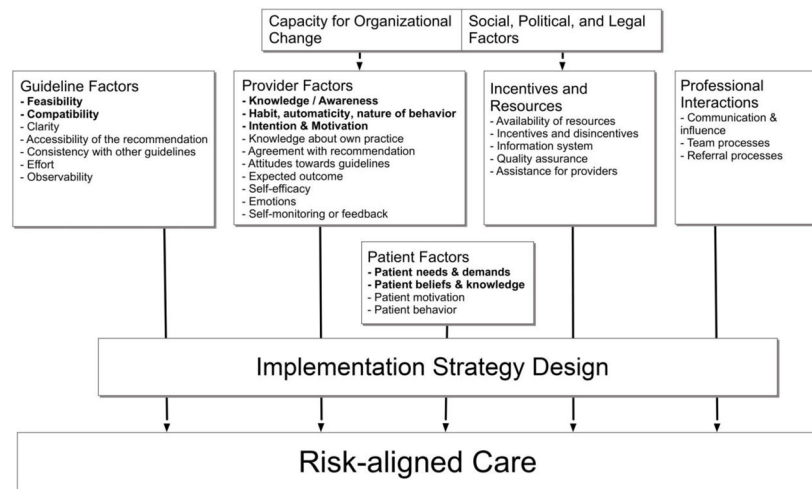 Capacity for Organizational
Change
Social, Political, and Legal
Factors
Guideline Factors
- Feasibility
- Compatibility
- Clarity
- Accessibility of the recommendation
- Consistency with other guidelines
- Effort
- Observability
Provider Factors
- Knowledge / Awareness
- Habit, automaticity, nature of behavior
- Intention & Motivation
- Knowledge about own practice
- Agreement with recommendation
- Attitudes towards guidelines
- Expected outcome
- Self-efficacy
- Emotions
- Self-monitoring or feedback
Incentives and
Resources
- Availability of resources
- Incentives and disincentives
- Information system
- Quality assurance
- Assistance for providers
Professional
Interactions
- Communication &
influence
- Team processes
- Referral processes
Patient Factors
- Patient needs & demands
- Patient beliefs & knowledge
- Patient motivation
- Patient behavior
Implementation Strategy Design
Risk-aligned Care